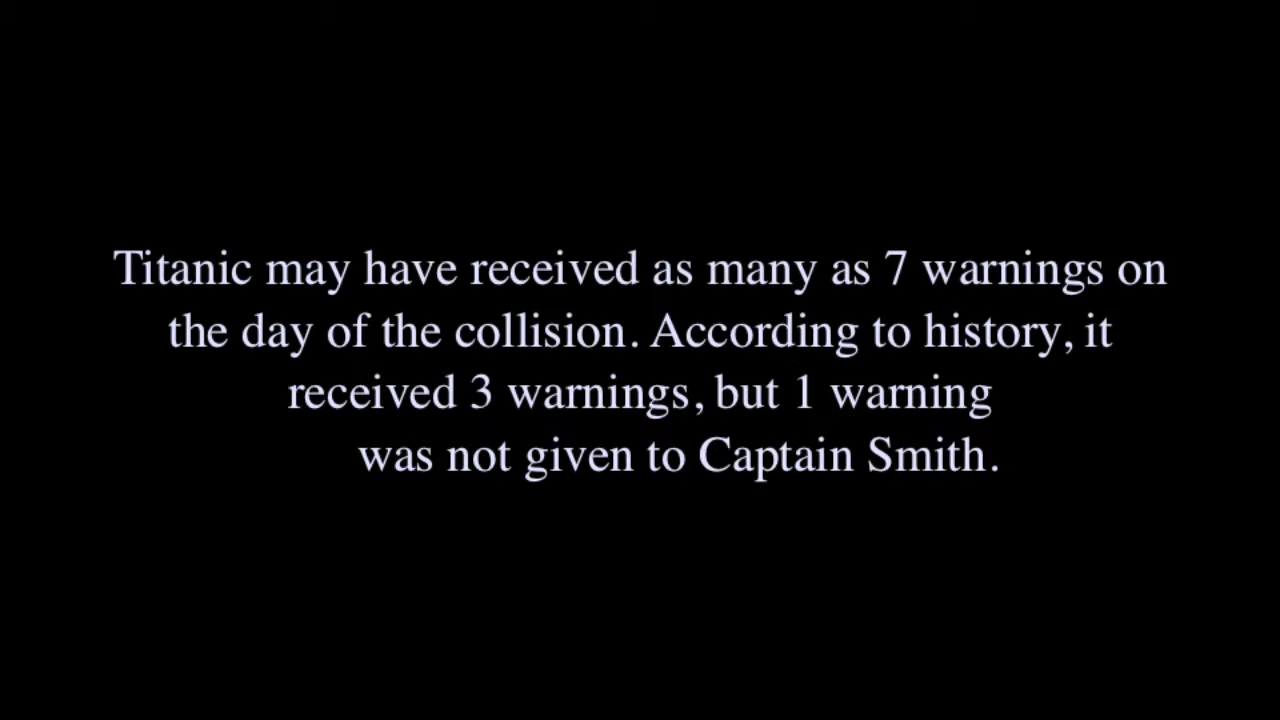 Titanic may have received as many as 7 warnings on
the day of the collision. According to history, it
received 3 warnings, but 1 warning
was not given to Captain Smith.